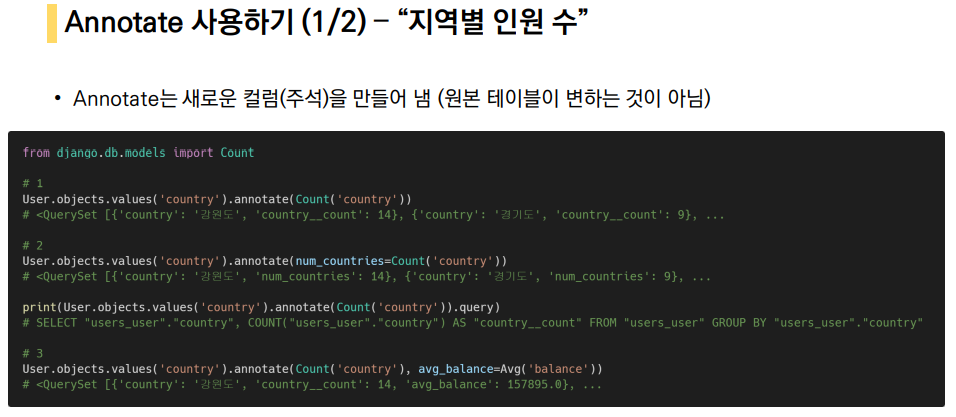 Annotate 사용하기 (1/2) – “지역별 인원 수”
• Annotate는 새로운 컬럼(주석)을 만들어 냄 (원본 테이블이 변하는 것이 아님)
from django.db.models import Count
# 1
User.objects.values('country').annotate(Count('country'))
# <QuerySet [{'country': '강원도', 'country__count': 14}, {'country': '경기도', 'country__count': 9}, ...
# 2
User.objects.values('country').annotate(num_countries=Count('country'))
# <QuerySet [{'country': '강원도', 'num_countries': 14}, {'country': '경기도', 'num_countries': 9}, ...
print(User.objects.values('country').annotate(Count('country')).query)
# SELECT "users_user"."country", COUNT("users_user"."country") AS "country__count" FROM "users_user" GROUP BY "users_user"."country"
# 3
User.objects.values('country').annotate(Count('country'), avg_balance=Avg('balance'))
# <QuerySet [{'country': '강원도', 'country__count': 14, 'avg_balance': 157895.0}, ...